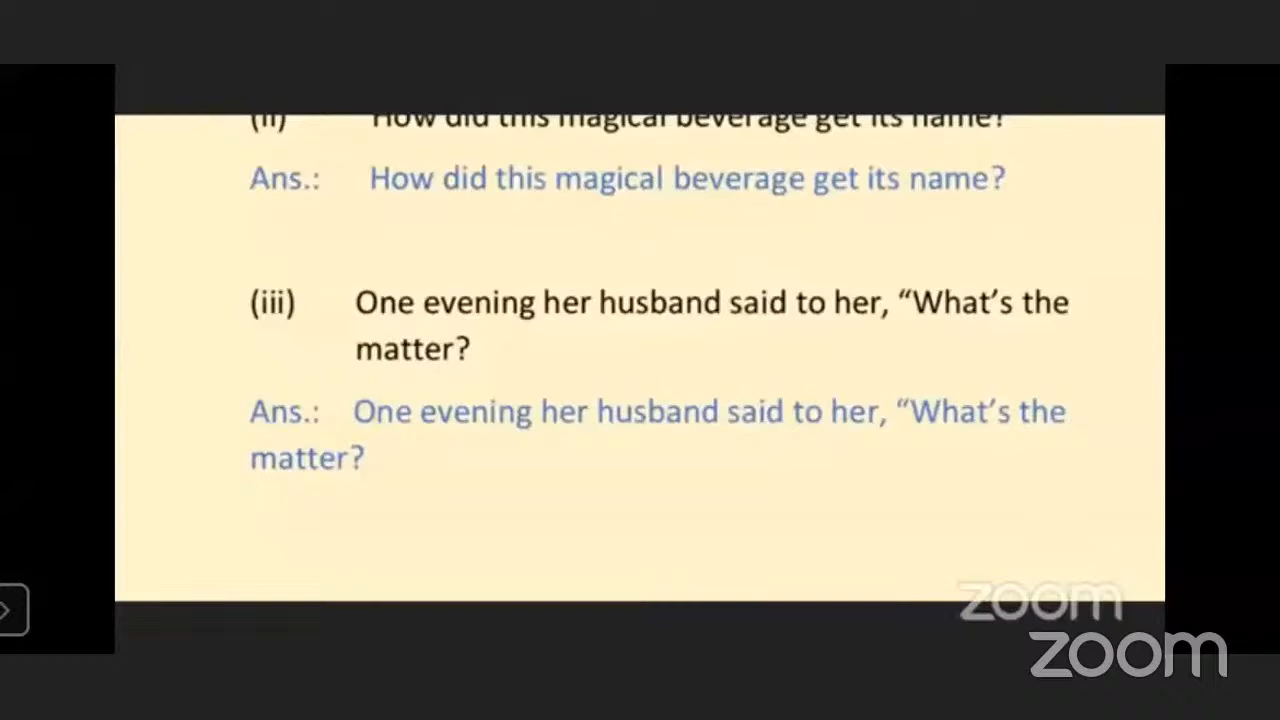 (ii) How did this magical beverage get its name?
Ans.: How did this magical beverage get its name?
(iii) One evening her husband said to her, “What’s the
matter?
Ans.: One evening her husband said to her, “What’s the
matter?
zoom
zoom